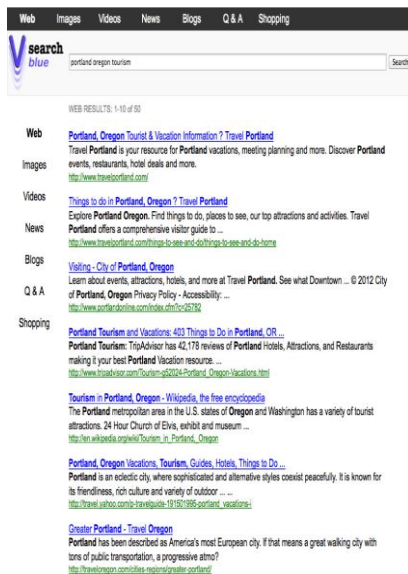 Web Images Videos News Blogs Q & A Shopping
search
blue
portland oregon tourism
Search
WEB RESULTS: 1-10 of 50
Web
Images
Videos
News
Blogs
Q & A
Shopping
Portland, Oregon Tourist & Vacation Information ? Travel Portland
Travel Portland is your resource for Portland vacations, meeting planning and more. Discover Portland
events, restaurants, hotel deals and more.
http://www.travelportland.com/
Things to do in Portland, Oregon ? Travel Portland
Explore Portland Oregon. Find things to do, places to see, our top attractions and activities. Travel
Portland offers a comprehensive visitor guide to ...
http://www.travelportland.com/things-to-see-and-do/things-to-see-and-do-home
Visiting - City of Portland, Oregon
Learn about events, attractions, hotels, and more at Travel Portland. See what Downtown ... © 2012 City
of Portland, Oregon Privacy Policy - Accessibility: ...
http://www.portlandonline.com/index.cfm?c=25782
Portland Tourism and Vacations: 403 Things to Do in Portland, OR ...
Portland Tourism: TripAdvisor has 42,178 reviews of Portland Hotels, Attractions, and Restaurants
making it your best Portland Vacation resource. ...
http://www.tripadvisor.com/Tourism-g52024-Portland_Oregon-Vacations.html
Tourism in Portland, Oregon - Wikipedia, the free encyclopedia
The Portland metropolitan area in the U.S. states of Oregon and Washington has a variety of tourist
attractions. 24 Hour Church of Elvis, exhibit and museum ...
http://en.wikipedia.org/wiki/Tourism_in_Portland,_Oregon
Portland, Oregon Vacations, Tourism, Guides, Hotels, Things to Do ...
Portland is an eclectic city, where sophisticated and alternative styles coexist peacefully. It is known for
its friendliness, rich culture and variety of outdoor ... ...
http://travel.yahoo.com/p-travelguide-191501995-portland_vacations-i
Greater Portland - Travel Oregon
Portland has been described as America's most European city. If that means a great walking city with
tons of public transportation, a progressive atmo?
http://traveloregon.com/cities-regions/greater-portland/